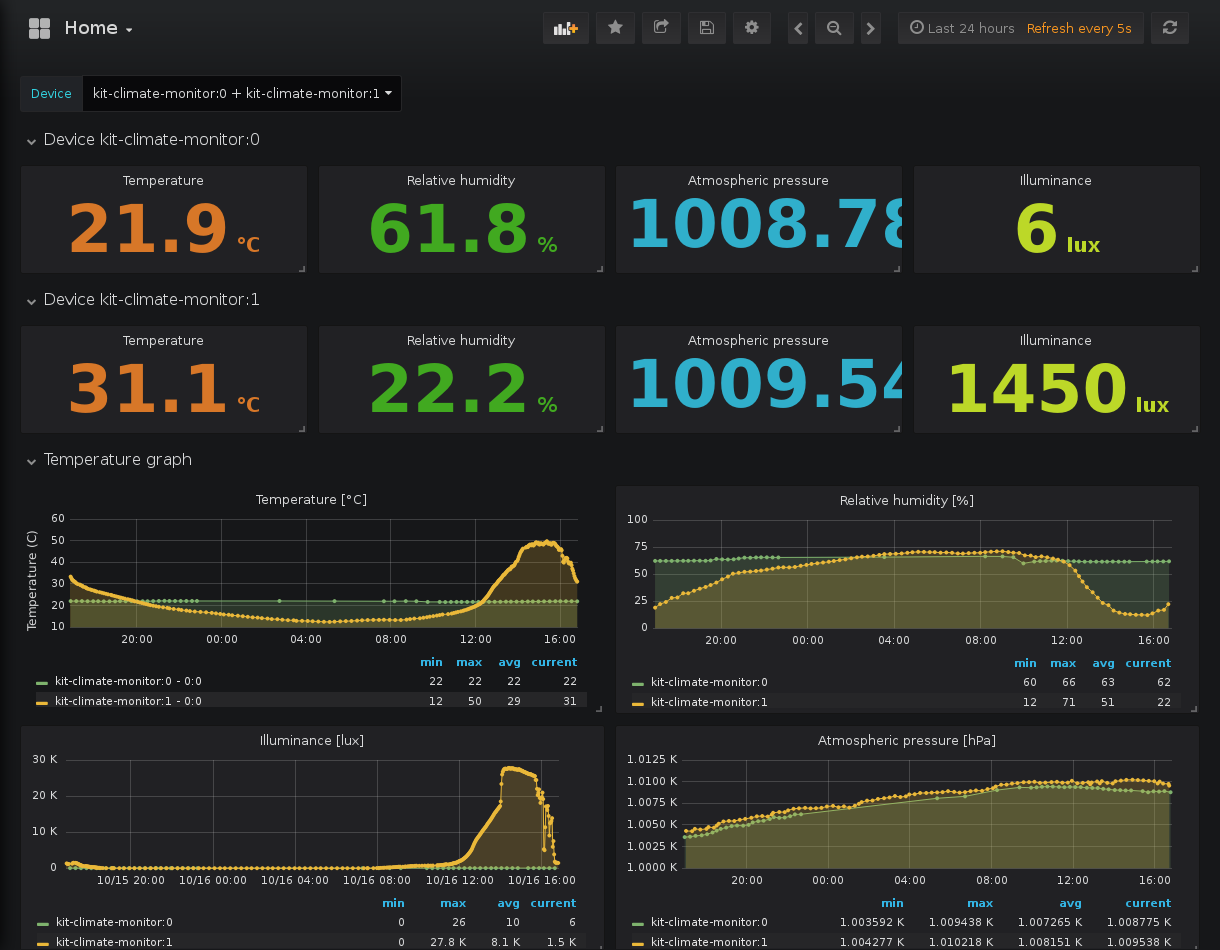 Home
Last 24 hours Refresh every 5s
Device kit-climate-monitor:0 + kit-climate-monitor:1
Device kit-climate-monitor:0
Temperature Relative humidity Atmospheric pressure Illuminance
21.9 °C 61.8 % 1008.78 6 lux
Device kit-climate-monitor:1
Temperature Relative humidity Atmospheric pressure Illuminance
31.1 °C 22.2 % 1009.54 1450 lux
Temperature graph
Temperature [°C]
Temperature (C)
60
50
40
30
20
10
20:00 00:00 04:00 08:00 12:00 16:00
min max avg current
kit-climate-monitor:0 - 0:0 22 22 22 22
kit-climate-monitor:1 - 0:0 12 50 29 31
Relative humidity [%]
100
75
50
25
0
20:00 00:00 04:00 08:00 12:00 16:00
min max avg current
kit-climate-monitor:0 60 66 63 62
kit-climate-monitor:1 12 71 51 22
Illuminance [lux]
30 K
20 K
10 K
0
10/15 20:00 10/16 00:00 10/16 04:00 10/16 08:00 10/16 12:00 10/16 16:00
min max avg current
kit-climate-monitor:0 0 26 10 6
kit-climate-monitor:1 0 27.8 K 8.1 K 1.5 K
Atmospheric pressure [hPa]
1.0125 K
1.0100 K
1.0075 K
1.0050 K
1.0025 K
1.0000 K
20:00 00:00 04:00 08:00 12:00 16:00
min max avg current
kit-climate-monitor:0 1.003592 K 1.009438 K 1.007265 K 1.008775 K
kit-climate-monitor:1 1.004277 K 1.010218 K 1.008151 K 1.009538 K